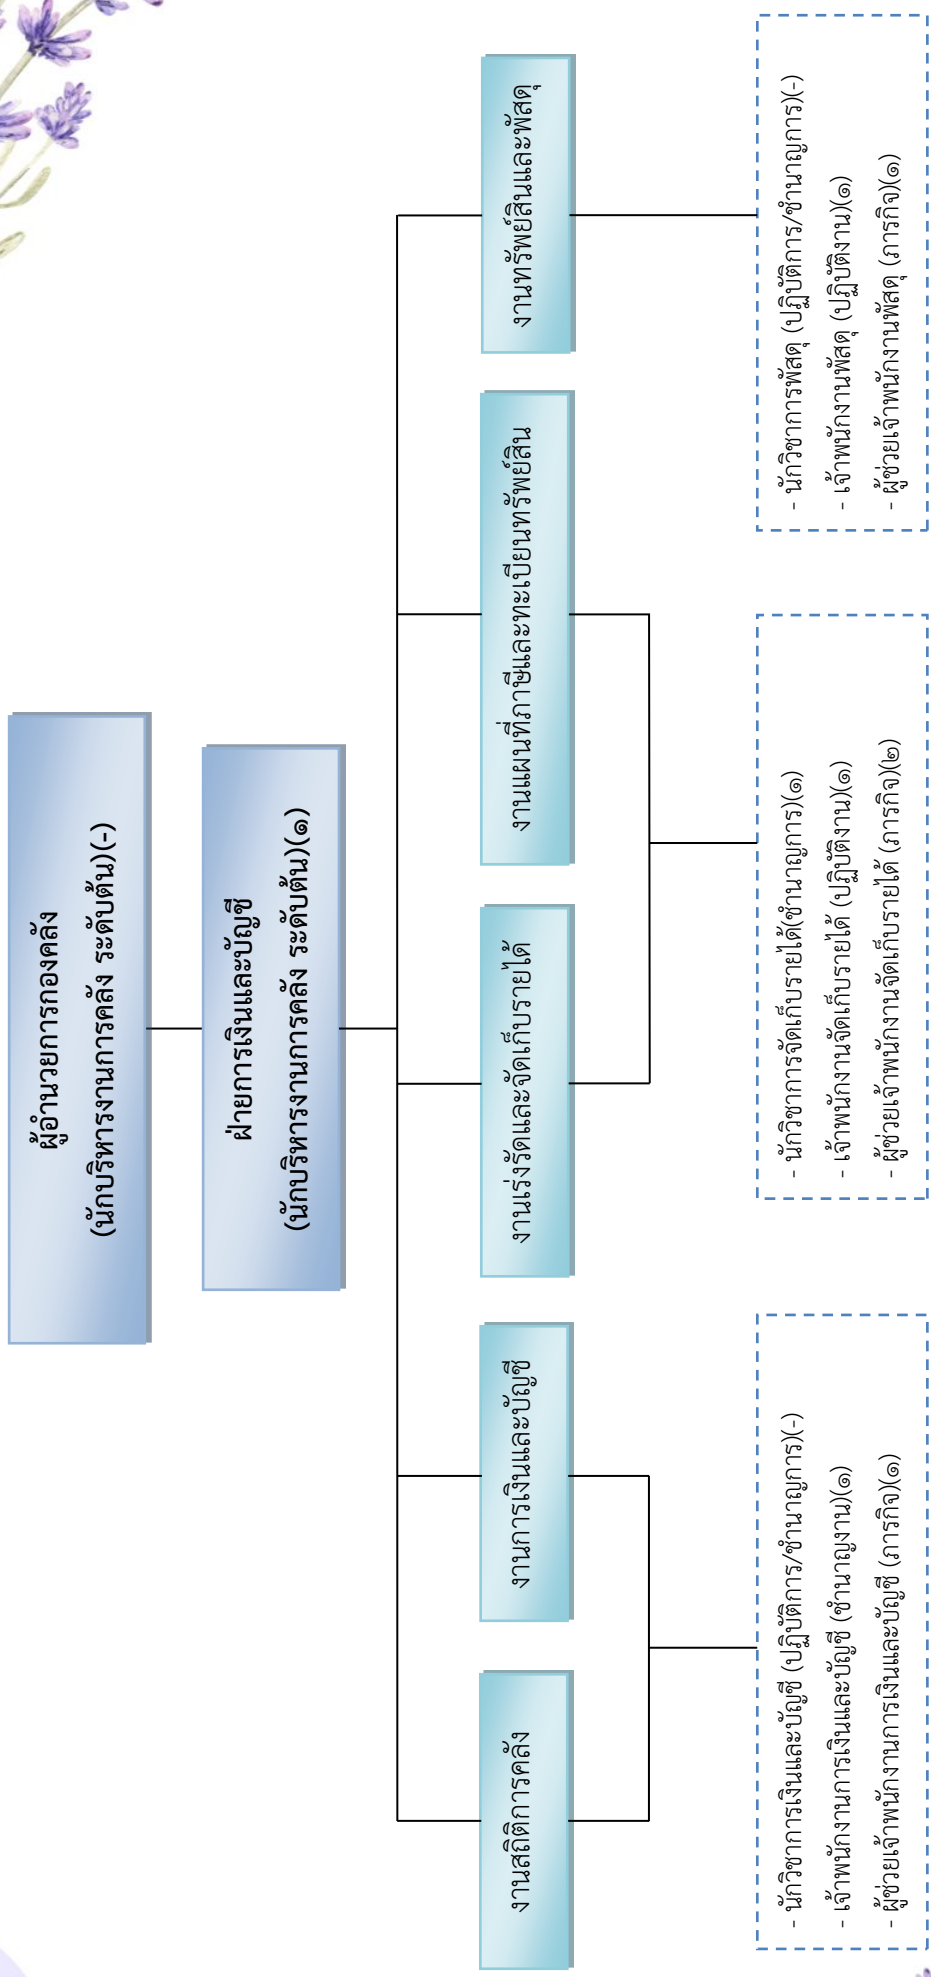 ผู้อำนวยการกองคลัง
(นักบริหารงานการคลัง ระดับต้น)(-)
ฝ่ายการเงินและบัญชี
(นักบริหารงานการคลัง ระดับต้น)(๑)
งานสถิติการคลัง
งานการเงินและบัญชี
งานเร่งรัดและจัดเก็บรายได้
งานแผนที่ภาษีและทะเบียนทรัพย์สิน
งานทรัพย์สินและพัสดุ
- นักวิชาการเงินและบัญชี (ปฏิบัติการ/ชำนาญการ)(-)
- เจ้าพนักงานการเงินและบัญชี (ชำนาญงาน)(๑)
- ผู้ช่วยเจ้าพนักงานการเงินและบัญชี (ภารกิจ)(๑)
- นักวิชาการจัดเก็บรายได้(ชำนาญการ)(๑)
- เจ้าพนักงานจัดเก็บรายได้ (ปฏิบัติงาน)(๑)
- ผู้ช่วยเจ้าพนักงานจัดเก็บรายได้ (ภารกิจ)(๒)
- นักวิชาการพัสดุ (ปฏิบัติการ/ชำนาญการ)(-)
- เจ้าพนักงานพัสดุ (ปฏิบัติงาน)(๑)
- ผู้ช่วยเจ้าพนักงานพัสดุ (ภารกิจ)(๑)